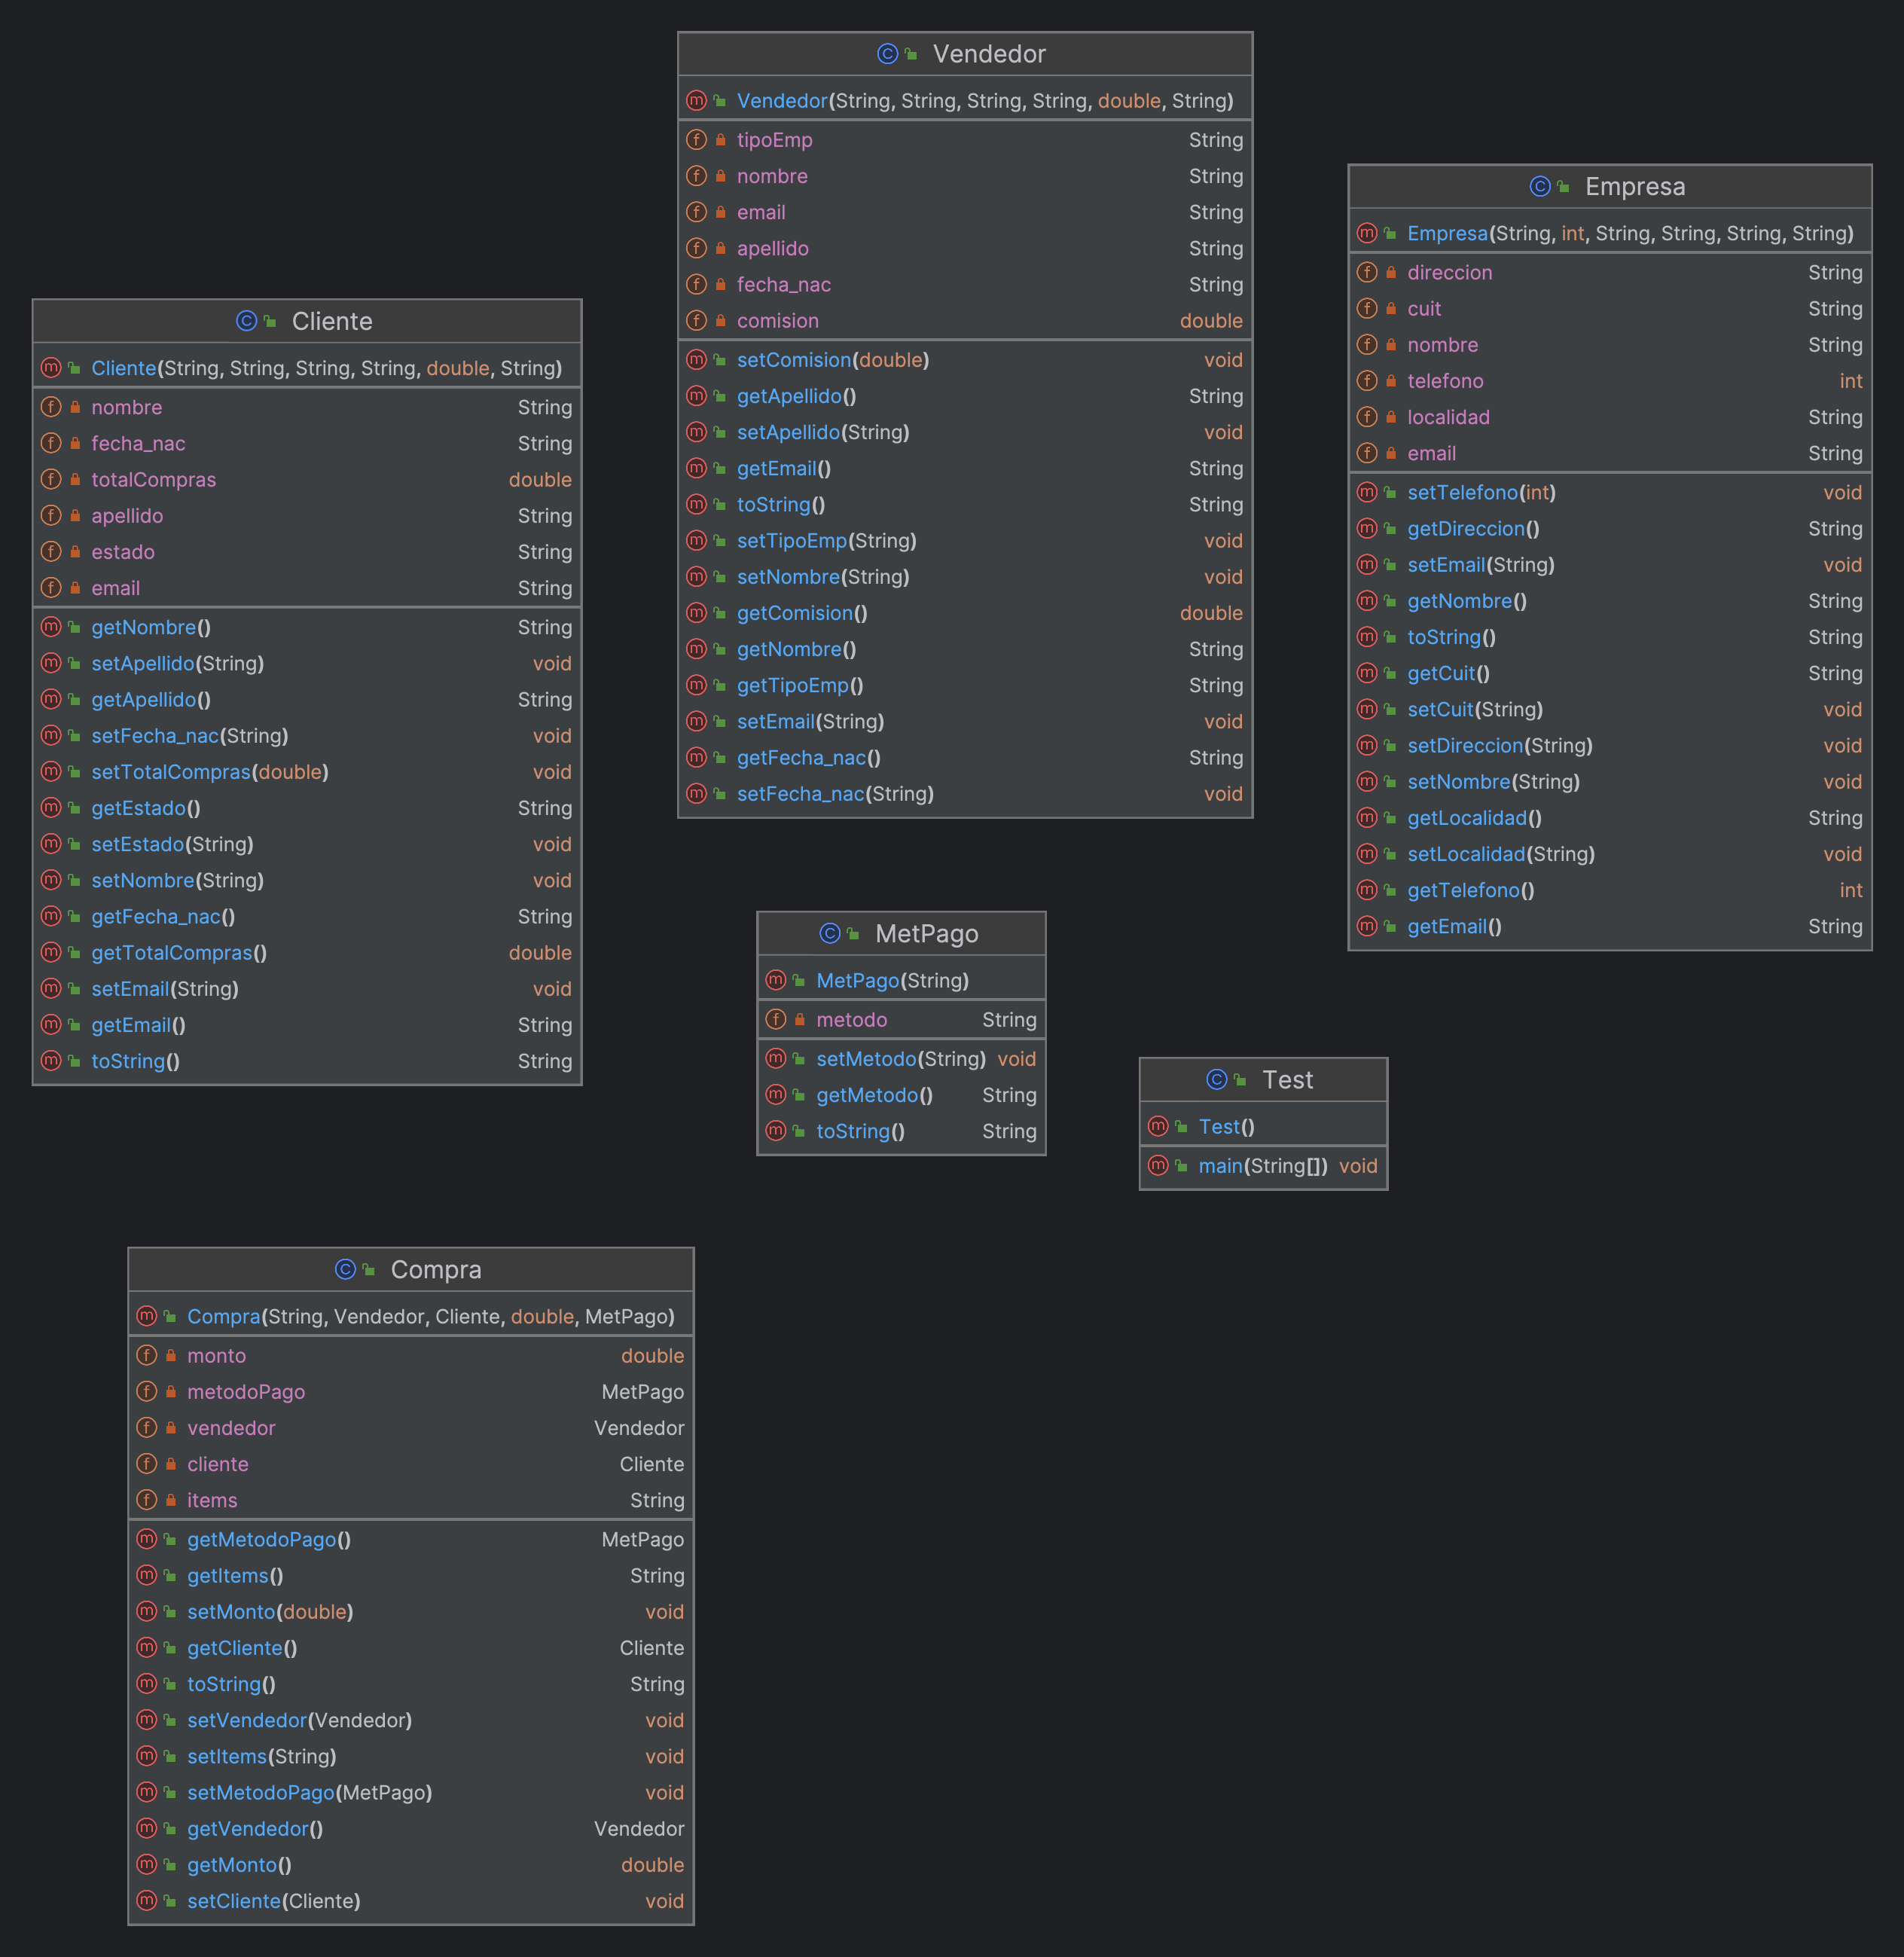 Vendedor
Vendedor(String, String, String, String, double, String)
tipoEmp String
nombre String
email String
apellido String
fecha_nac String
comision double
setComision(double) void
getApellido() String
setApellido(String) void
getEmail() String
toString() String
setTipoEmp(String) void
setNombre(String) void
getComision() double
getNombre() String
getTipoEmp() String
setEmail(String) void
getFecha_nac() String
setFecha_nac(String) void
Empresa
Empresa(String, int, String, String, String, String)
direccion String
cuit String
nombre String
telefono int
localidad String
email String
setTelefono(int) void
getDireccion() String
setEmail(String) void
getNombre() String
toString() String
getCuit() String
setCuit(String) void
setDireccion(String) void
setNombre(String) void
getLocalidad() String
setLocalidad(String) void
getTelefono() int
getEmail() String
Cliente
Cliente(String, String, String, String, double, String)
nombre String
fecha_nac String
totalCompras double
apellido String
estado String
email String
getNombre() String
setApellido(String) void
getApellido() String
setFecha_nac(String) void
setTotalCompras(double) void
getEstado() String
setEstado(String) void
setNombre(String) void
getFecha_nac() String
getTotalCompras() double
setEmail(String) void
getEmail() String
toString() String
MetPago
MetPago(String)
metodo String
setMetodo(String) void
getMetodo() String
toString() String
Test
Test()
main(String[]) void
Compra
Compra(String, Vendedor, Cliente, double, MetPago)
monto double
metodoPago MetPago
vendedor Vendedor
cliente Cliente
items String
getMetodoPago() MetPago
getItems() String
setMonto(double) void
getCliente() Cliente
toString() String
setVendedor(Vendedor) void
setItems(String) void
setMetodoPago(MetPago) void
getVendedor() Vendedor
getMonto() double
setCliente(Cliente) void